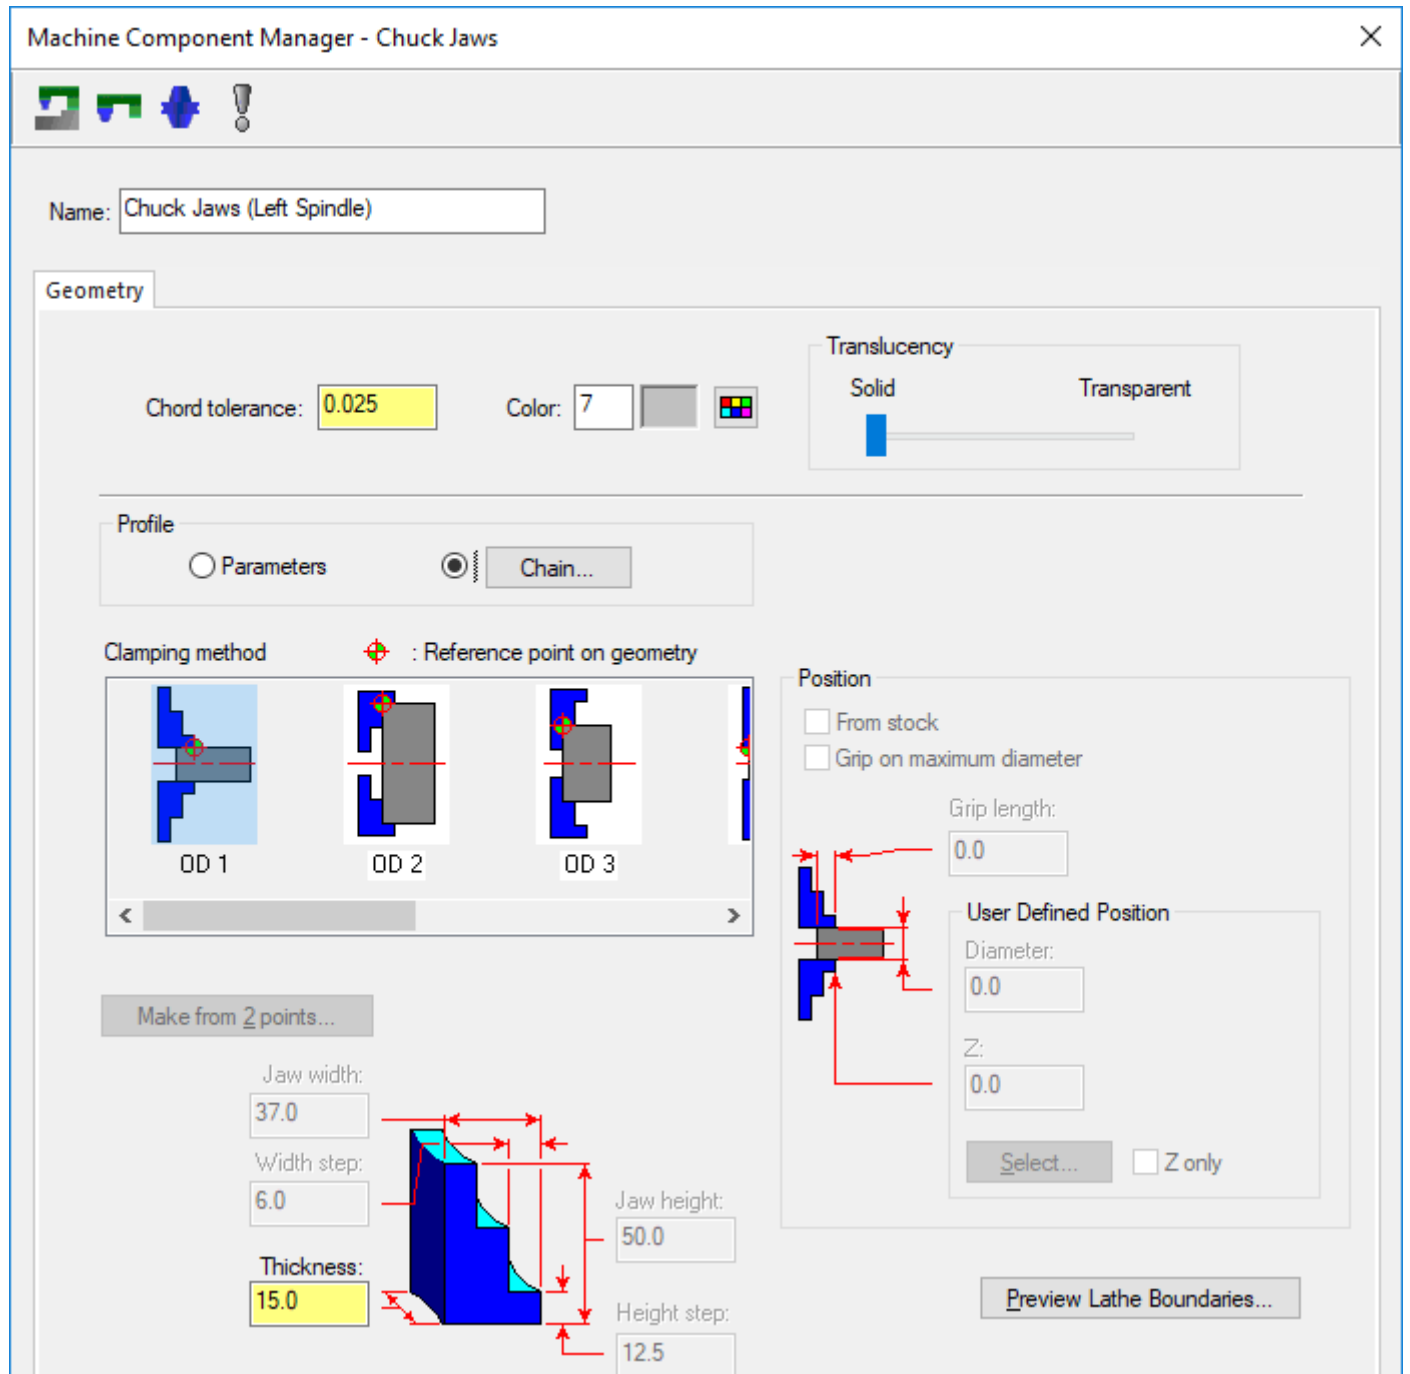 Machine Component Manager - Chuck Jaws
Name: Chuck Jaws (Left Spindle)
Geometry
Translucency
Solid Transparent
Chord tolerance: 0.025 Color: 7
Profile
Parameters Chain...
Clamping method : Reference point on geometry
OD 1 OD 2 OD 3
Position
From stock
Grip on maximum diameter
Grip length:
0.0
User Defined Position
Diameter:
0.0
Z:
0.0
Select... Z only
Make from 2 points...
Jaw width:
37.0
Width step:
6.0
Thickness:
15.0
Jaw height:
50.0
Height step:
12.5
Preview Lathe Boundaries...